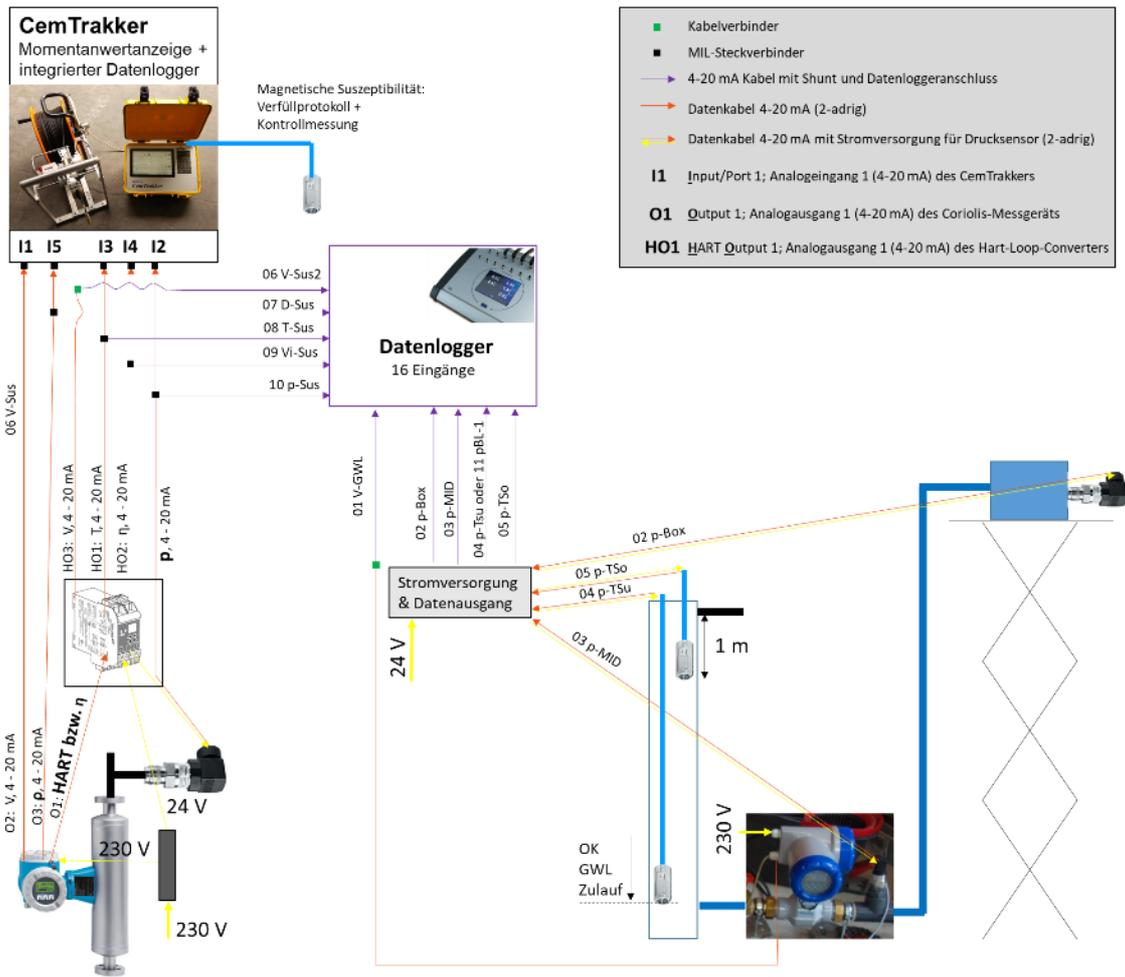 CemTrakker
Momentanwertanzeige +
integrierter Datenlogger
Magnetische Suszeptibilität:
Verfüllprotokoll +
Kontrollmessung
Kabelverbinder
MIL-Steckverbinder
4-20 mA Kabel mit Shunt und Datenloggeranschluss
Datenkabel 4-20 mA (2-adrig)
Datenkabel 4-20 mA mit Stromversorgung für Drucksensor (2-adrig)
I1 Input/Port 1; Analogeingang 1 (4-20 mA) des CemTrakkers
O1 Output 1; Analogausgang 1 (4-20 mA) des Coriolis-Messgeräts
HO1 HART Output 1; Analogausgang 1 (4-20 mA) des Hart-Loop-Converters
CemTrakker
I1 I5 I3 I4 I2
06 V-Sus2
07 D-Sus
08 T-Sus
09 Vi-Sus
10 p-Sus
Datenlogger
16 Eingänge
06 V-Sus
HO3: V, 4 - 20 mA
HO1: T, 4 - 20 mA
HO2: η, 4 - 20 mA
p, 4 - 20 mA
01 V-GWL
02 p-Box
03 p-MID
04 p-Tsu oder 11 pBL-1
05 p-TSo
Stromversorgung
& Datenausgang
24 V
02 p-Box
05 p-TSo
04 p-TSu
03 p-MID
1 m
O2: V, 4 - 20 mA
O3: ρ, 4 - 20 mA
O1: HART bzw. η
24 V
230 V
230 V
OK
GWL
Zulauf
230 V